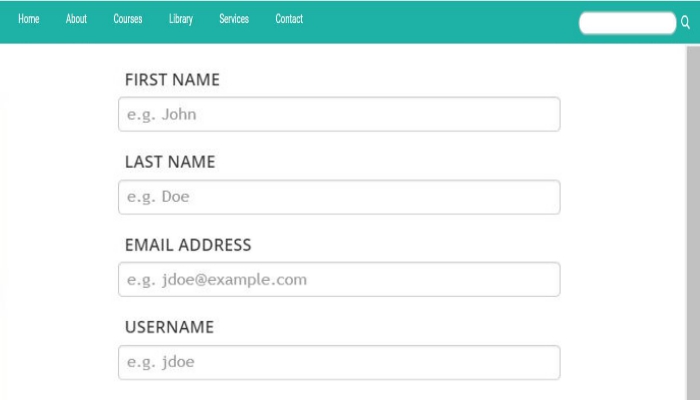 Home About Courses Library Services Contact
FIRST NAME
e.g. John
LAST NAME
e.g. Doe
EMAIL ADDRESS
e.g. jdoe@example.com
USERNAME
e.g. jdoe